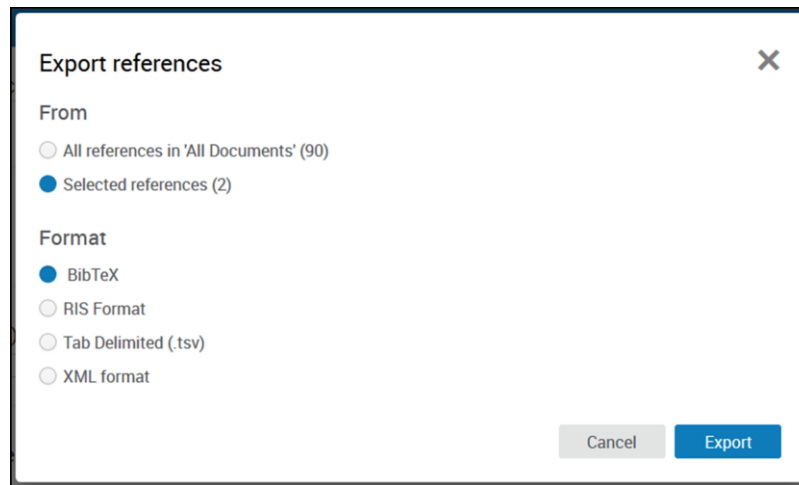 Export references
From
All references in 'All Documents' (90)
Selected references (2)
Format
BibTeX
RIS Format
Tab Delimited (.tsv)
XML format
Cancel
Export